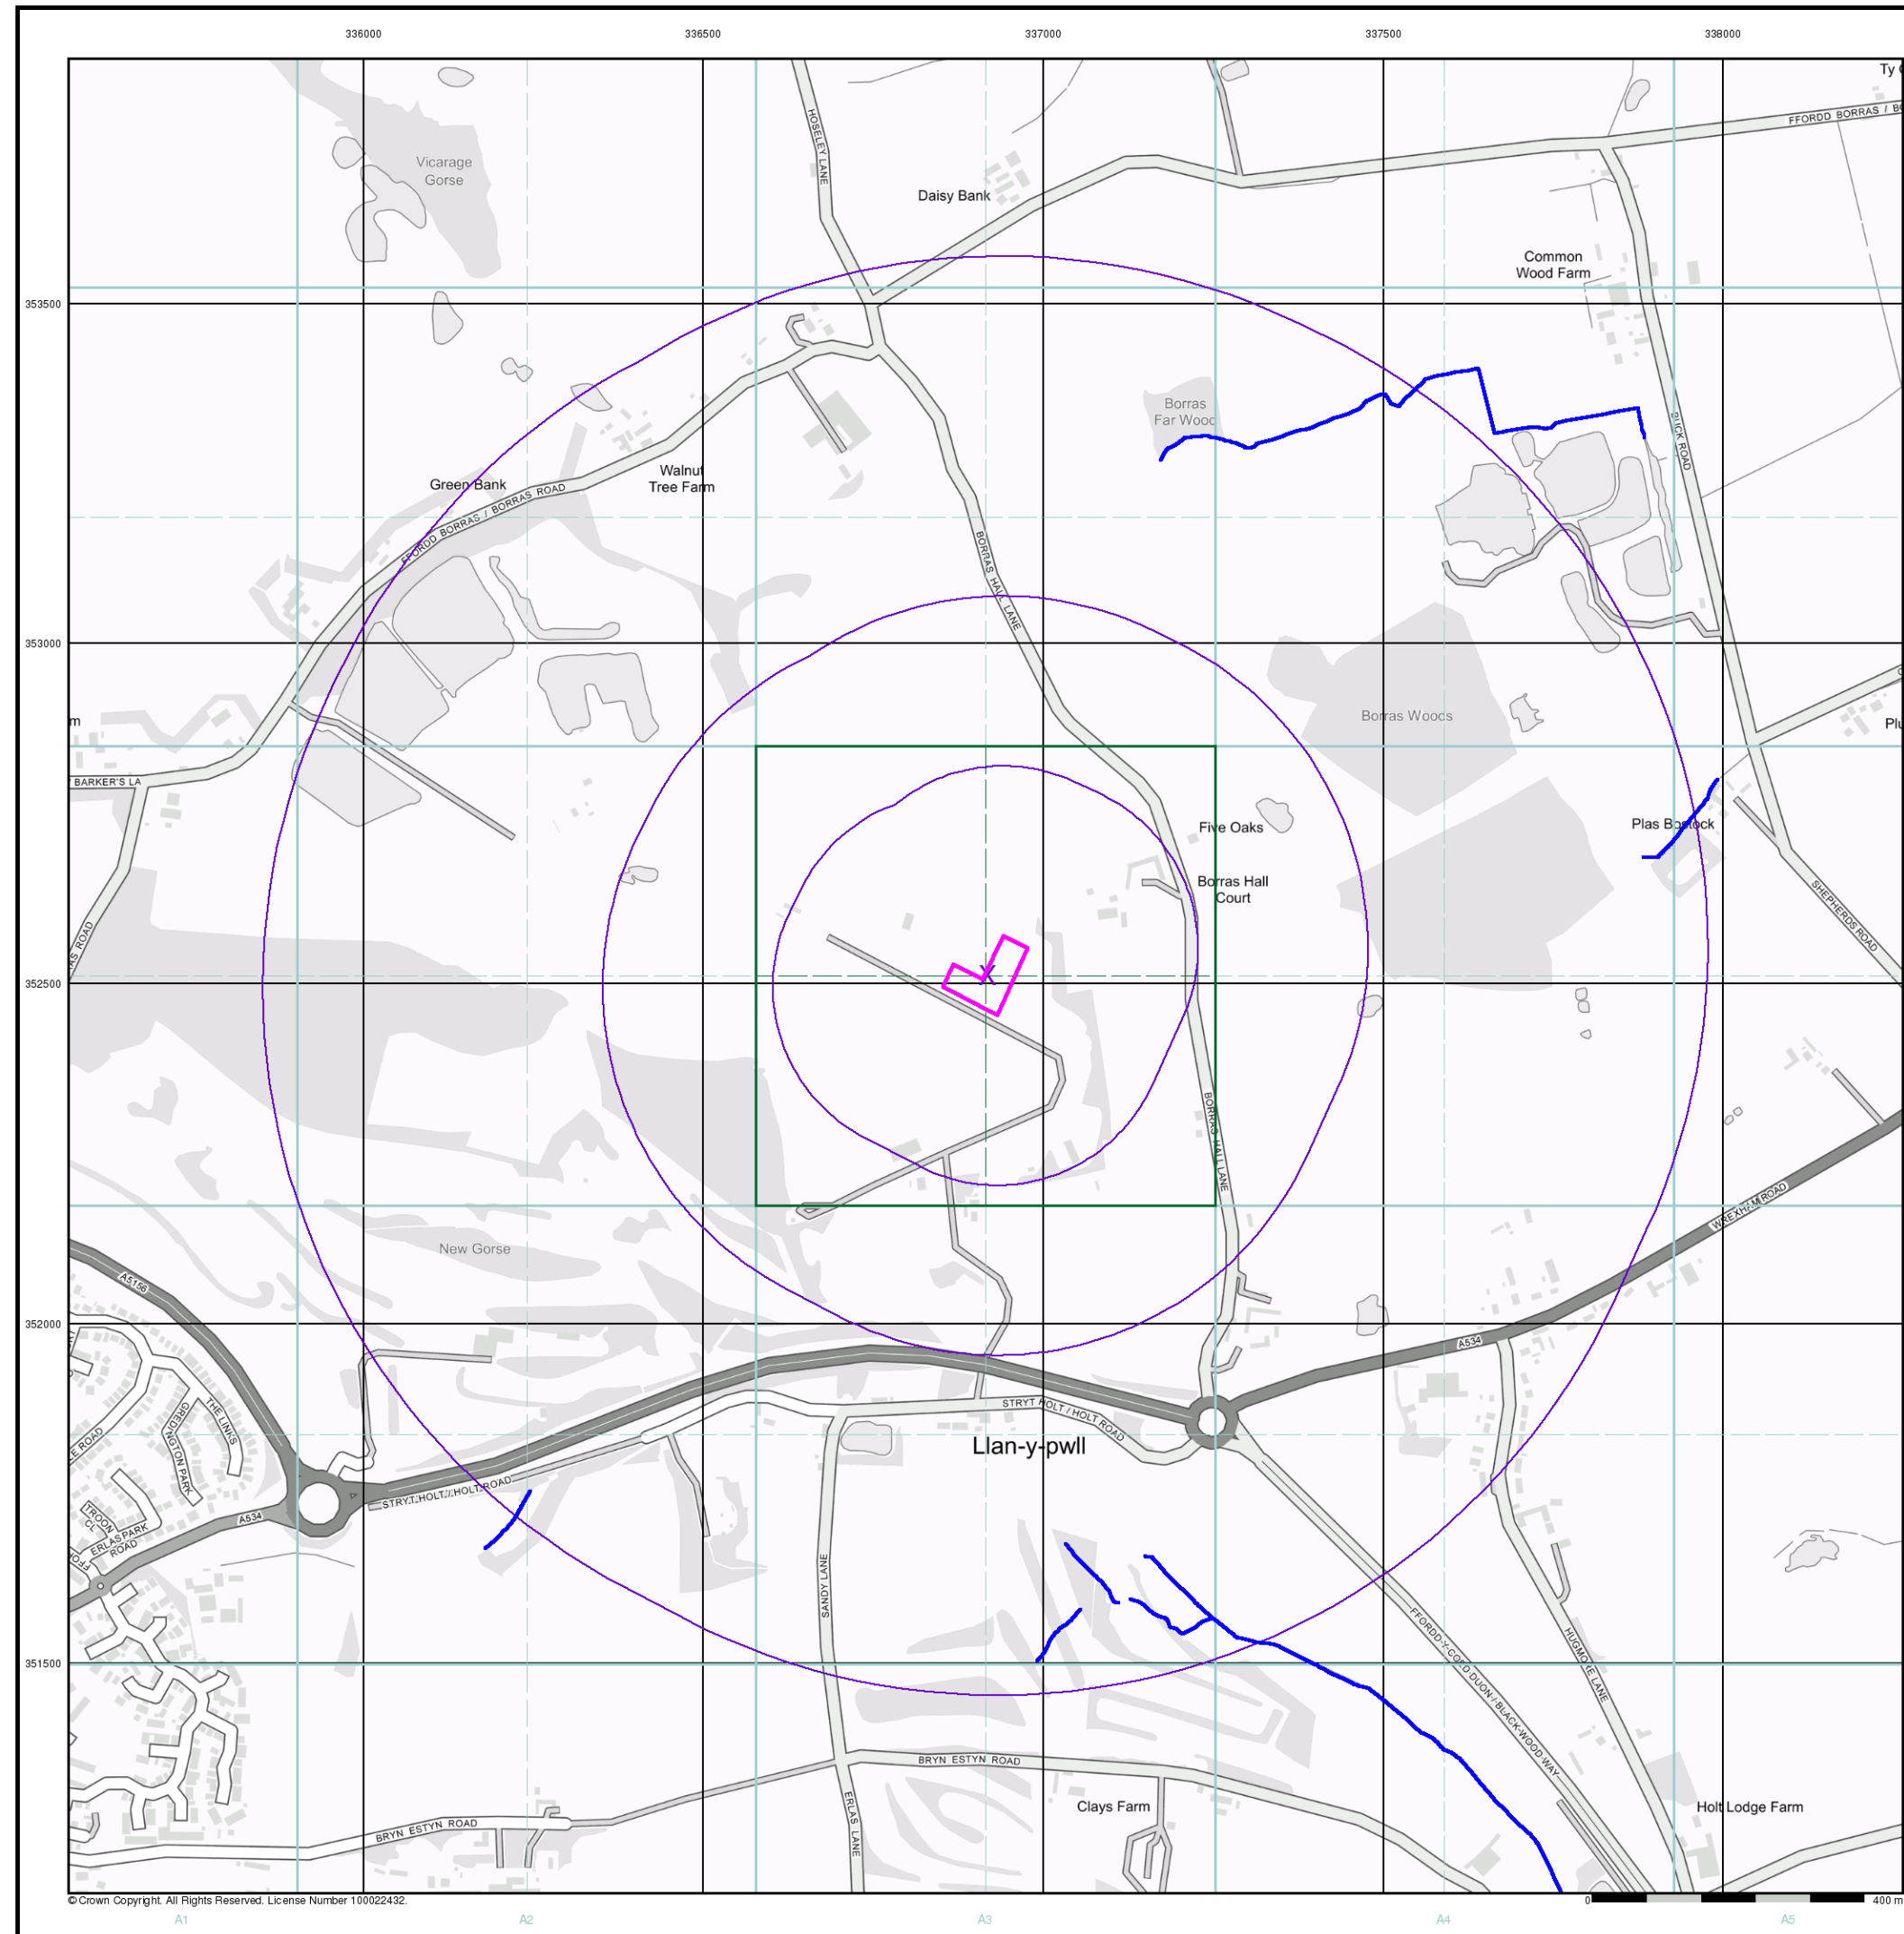 336000
336500
337000
337500
338000
Ty
FFORDD BORRAS /
HOSELEY LANE
Vicarage
Gorse
Daisy Bank
Common
Wood Farm
353500
Borras
Far Wood
Walnut
Tree Farm
Green Bank
FFORDD BORRAS / BORRAS ROAD
BORRAS HALL LANE
353000
Borras Woods
m
BARKER'S LA
Five Oaks
Plas Bostock
Borras Hall
Court
SHEPHERDS ROAD
ROAD
X
352500
BORRAS HALL LANE
WREXHAM ROAD
New Gorse
A5156
352000
A534
THE LINKS
GREDINGTON PARK
STRYT HOLT / HOLT ROAD
Llan-y-pwll
ROAD
STRYT HOLT / HOLT ROAD
A534
TROON
CL
ERLAS PARK
ROAD
SANDY LANE
FFORDD Y COED DUON / BLACK WOOD WAY
HUGMORE LANE
351500
BRYN ESTYN ROAD
ERLAS LANE
Clays Farm
Holt Lodge Farm
BRYN ESTYN ROAD
© Crown Copyright. All Rights Reserved. License Number 100022432.
0
400 m
A1
A2
A3
A4
A5